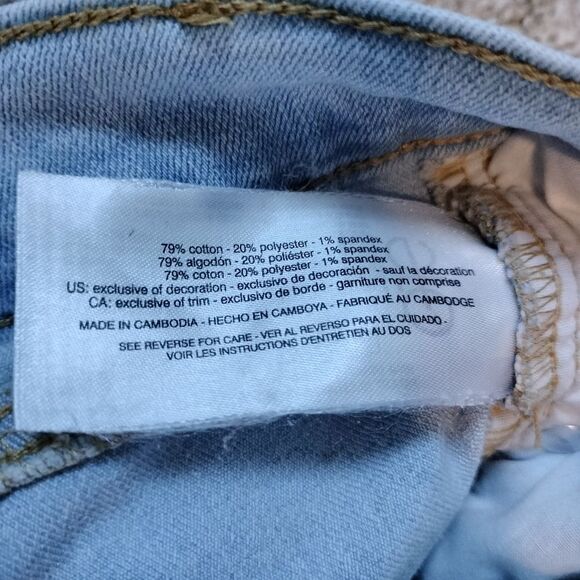 79% cotton - 20% polyester - 1% spandex
79% algodón - 20% poliéster - 1% spandex
79% coton - 20% polyester - 1% spandex
US: exclusive of decoration - exclusivo de decoración - sauf la décoration
CA: exclusive of trim - exclusivo de borde - garniture non comprise
MADE IN CAMBODIA - HECHO EN CAMBOYA - FABRIQUÉ AU CAMBODGE
SEE REVERSE FOR CARE - VER AL REVERSO PARA EL CUIDADO -
VOIR LES INSTRUCTIONS D'ENTRETIEN AU DOS